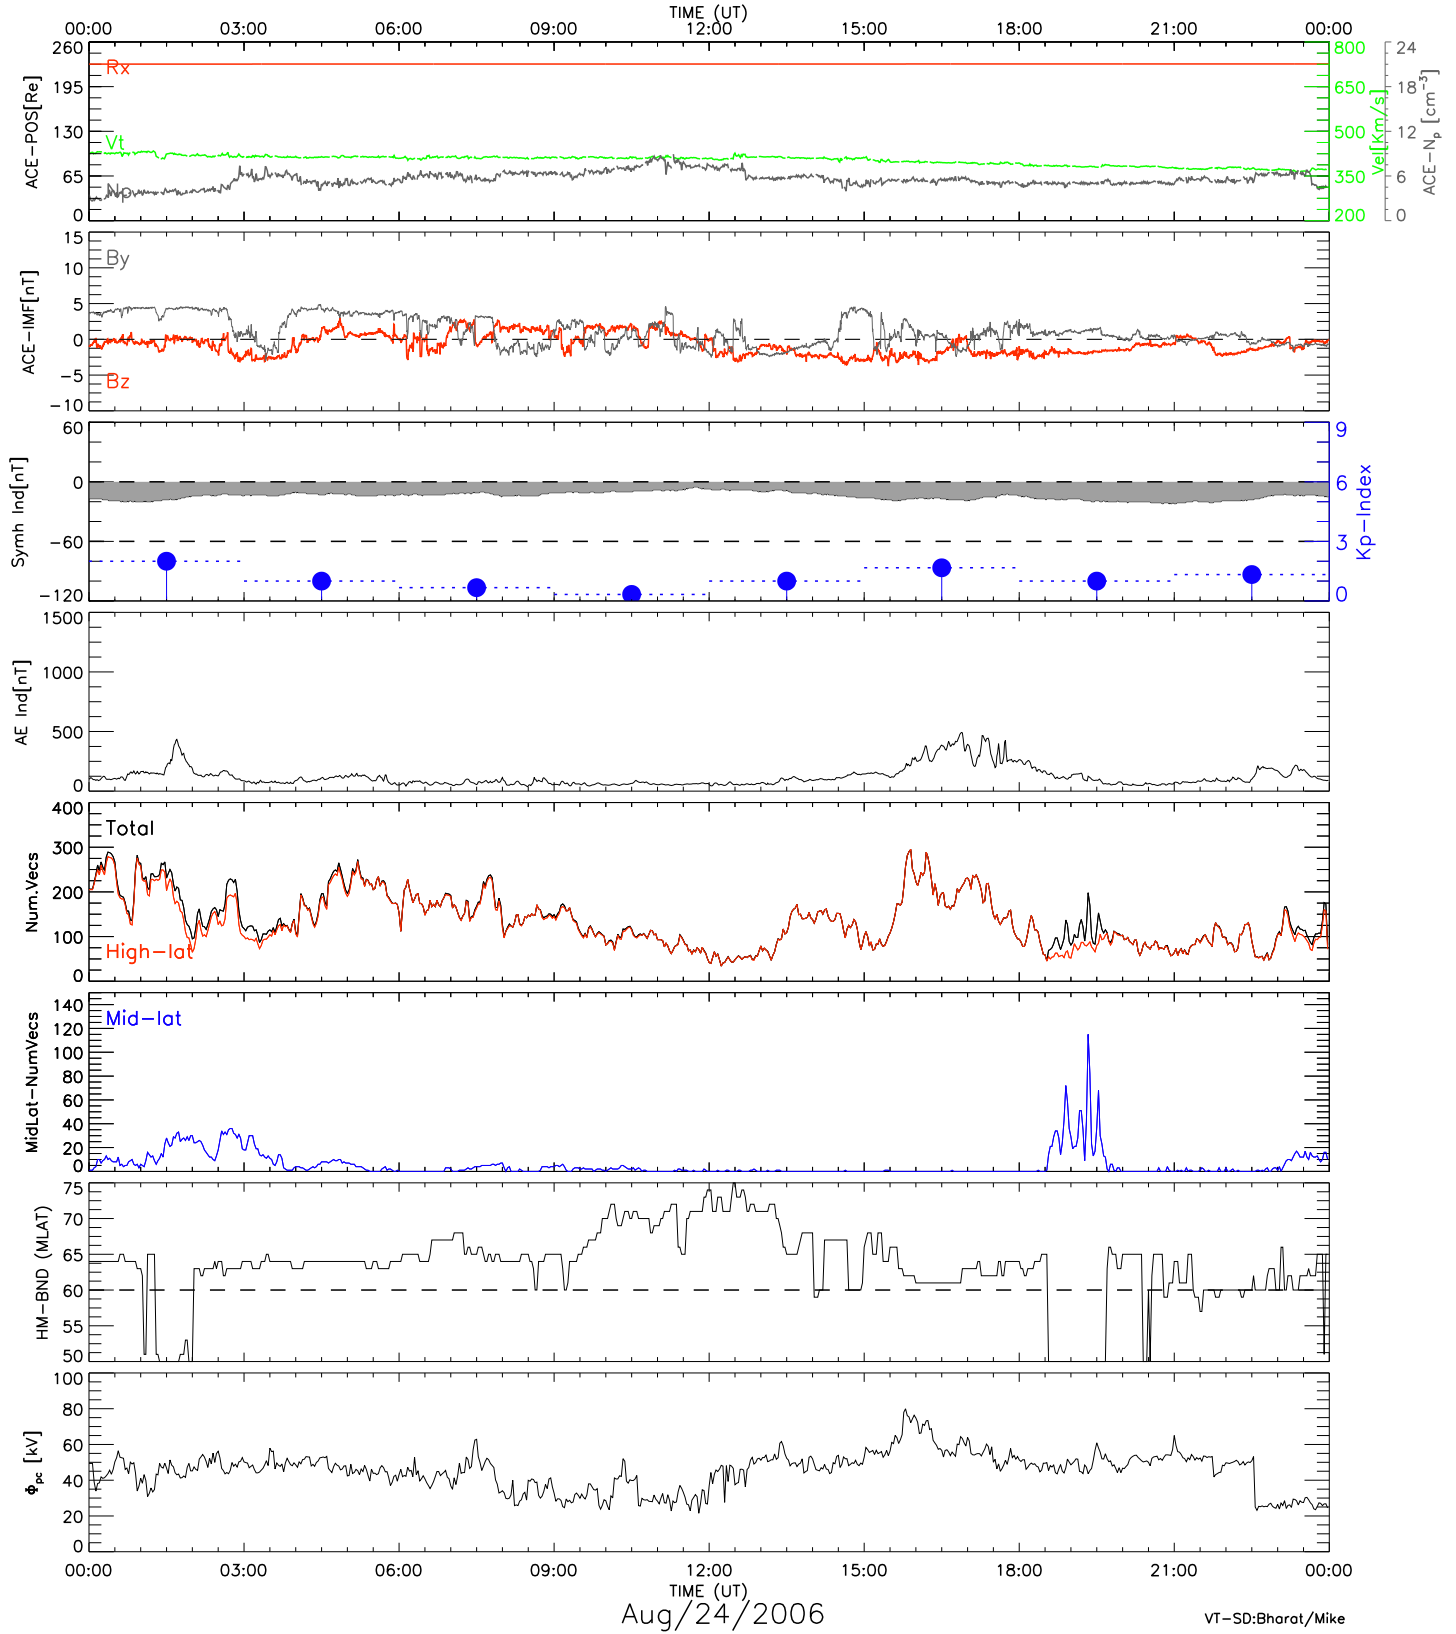 TIME (UT)
00:00 03:00 06:00 09:00 12:00 15:00 18:00 21:00 00:00
260 195 130 65 0
ACE-POS[Re]
Rx
Vt
Np
800 650 500 350 200
Vel[Km/s]
24 18 12 6 0
ACE-Np [cm-3]
15 10 5 0 -5 -10
ACE-IMF[nT]
By
Bz
60 0 -60 -120
Symh Ind[nT]
9 6 3 0
Kp-Index
1500 1000 500 0
AE Ind[nT]
400 300 200 100 0
Num.Vecs
Total
High-lat
140 120 100 80 60 40 20 0
MidLat-NumVecs
Mid-lat
75 70 65 60 55 50
HM-BND (MLAT)
100 80 60 40 20 0
Φpc [kV]
00:00 03:00 06:00 09:00 12:00 15:00 18:00 21:00 00:00
TIME (UT)
Aug/24/2006
VT-SD:Bharat/Mike